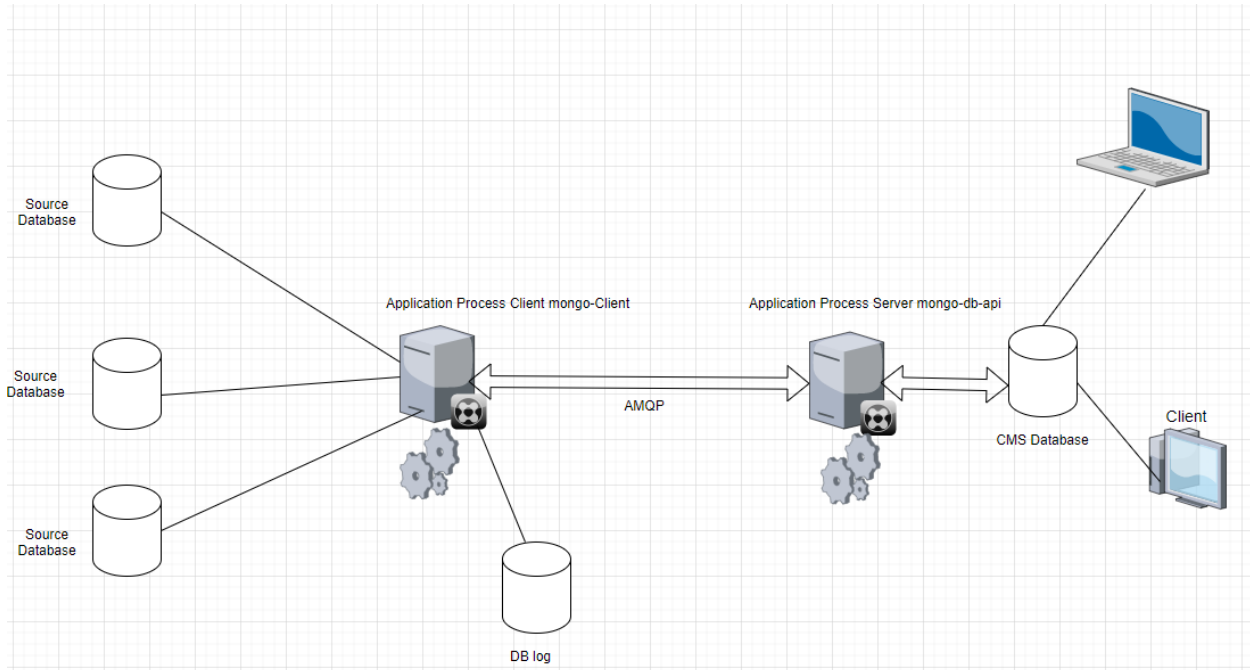 Source
Database
Application Process Client mongo-Client
Application Process Server mongo-db-api
Source
Database
AMQP
Client
CMS Database
Source
Database
DB log